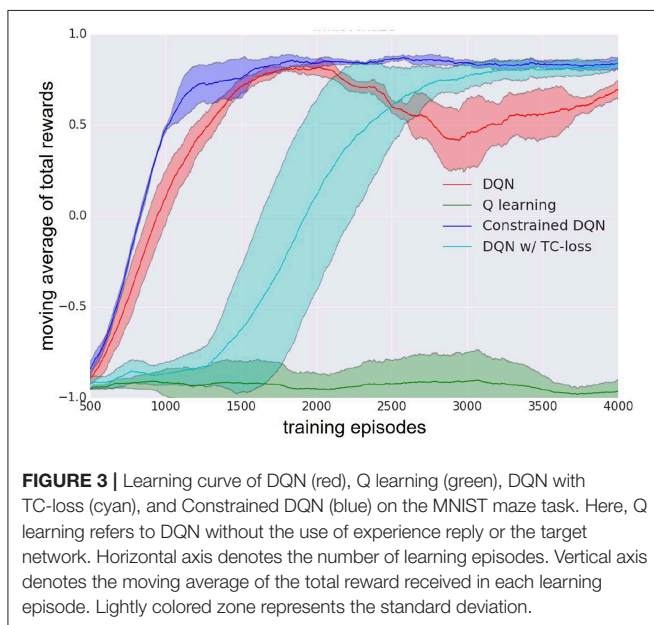 1.0
0.5
0.0
−0.5
−1.0
moving average of total rewards
DQN
Q learning
Constrained DQN
DQN w/ TC-loss
500 1000 1500 2000 2500 3000 3500 4000
training episodes
FIGURE 3 | Learning curve of DQN (red), Q learning (green), DQN with
TC-loss (cyan), and Constrained DQN (blue) on the MNIST maze task. Here, Q
learning refers to DQN without the use of experience reply or the target
network. Horizontal axis denotes the number of learning episodes. Vertical axis
denotes the moving average of the total reward received in each learning
episode. Lightly colored zone represents the standard deviation.